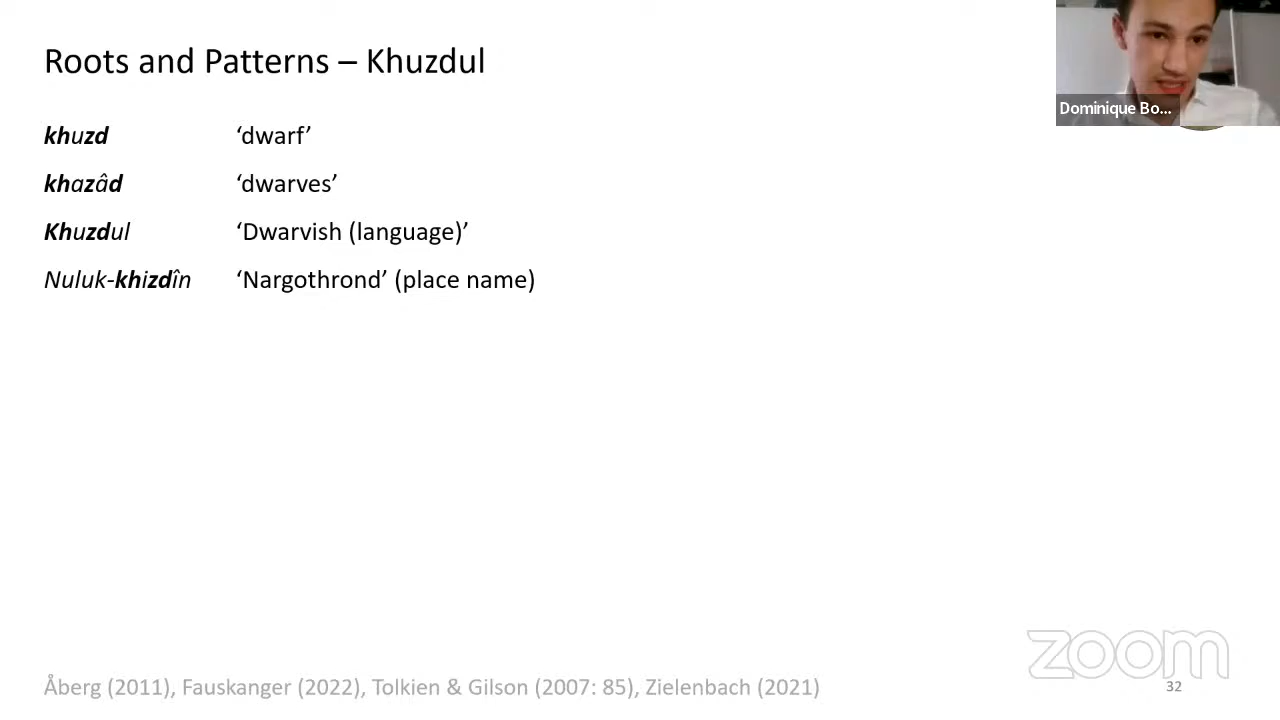 Roots and Patterns – Khuzdul
Dominique Bo...
khuzd ‘dwarf’
khazâd ‘dwarves’
Khuzdul ‘Dwarvish (language)’
Nuluk-khizdîn ‘Nargothrond’ (place name)
zoom
Åberg (2011), Fauskanger (2022), Tolkien & Gilson (2007: 85), Zielenbach (2021)
32